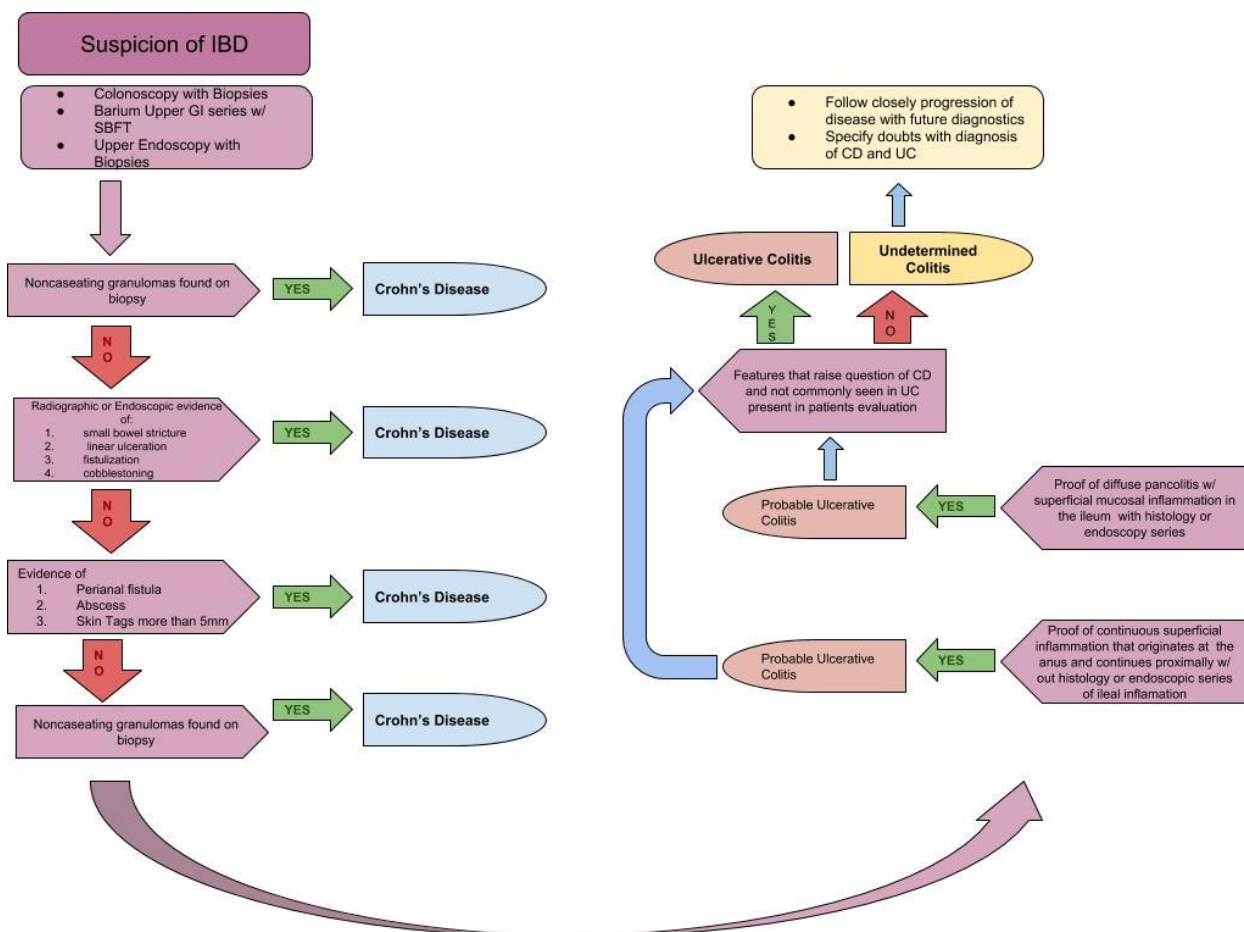 Suspicion of IBD
● Colonoscopy with Biopsies
● Barium Upper GI series w/
SBFT
● Upper Endoscopy with
Biopsies
Noncaseating granulomas found on
biopsy
YES
Crohn's Disease
N
O
Radiographic or Endoscopic evidence
of:
1. small bowel stricture
2. linear ulceration
3. fistulization
4. cobblestoning
YES
Crohn's Disease
N
O
Evidence of
1. Perianal fistula
2. Abscess
3. Skin Tags more than 5mm
YES
Crohn's Disease
N
O
Noncaseating granulomas found on
biopsy
YES
Crohn's Disease
● Follow closely progression of
disease with future diagnostics
● Specify doubts with diagnosis
of CD and UC
Ulcerative Colitis
Undetermined
Colitis
Y
E
S
N
O
Features that raise question of CD
and not commonly seen in UC
present in patients evaluation
Probable Ulcerative
Colitis
YES
Proof of diffuse pancolitis w/
superficial mucosal inflammation in
the ileum with histology or
endoscopy series
Probable Ulcerative
Colitis
YES
Proof of continuous superficial
inflammation that originates at the
anus and continues proximally w/
out histology or endoscopic series
of ileal inflamation